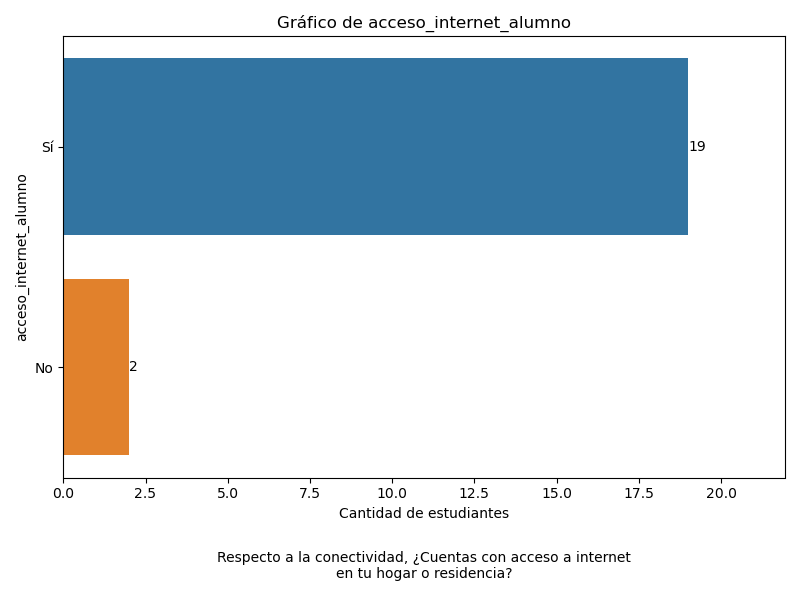 Gráfico de acceso_internet_alumno
acceso_internet_alumno
Sí
19
No
2
0.0 2.5 5.0 7.5 10.0 12.5 15.0 17.5 20.0
Cantidad de estudiantes
Respecto a la conectividad, ¿Cuentas con acceso a internet
en tu hogar o residencia?